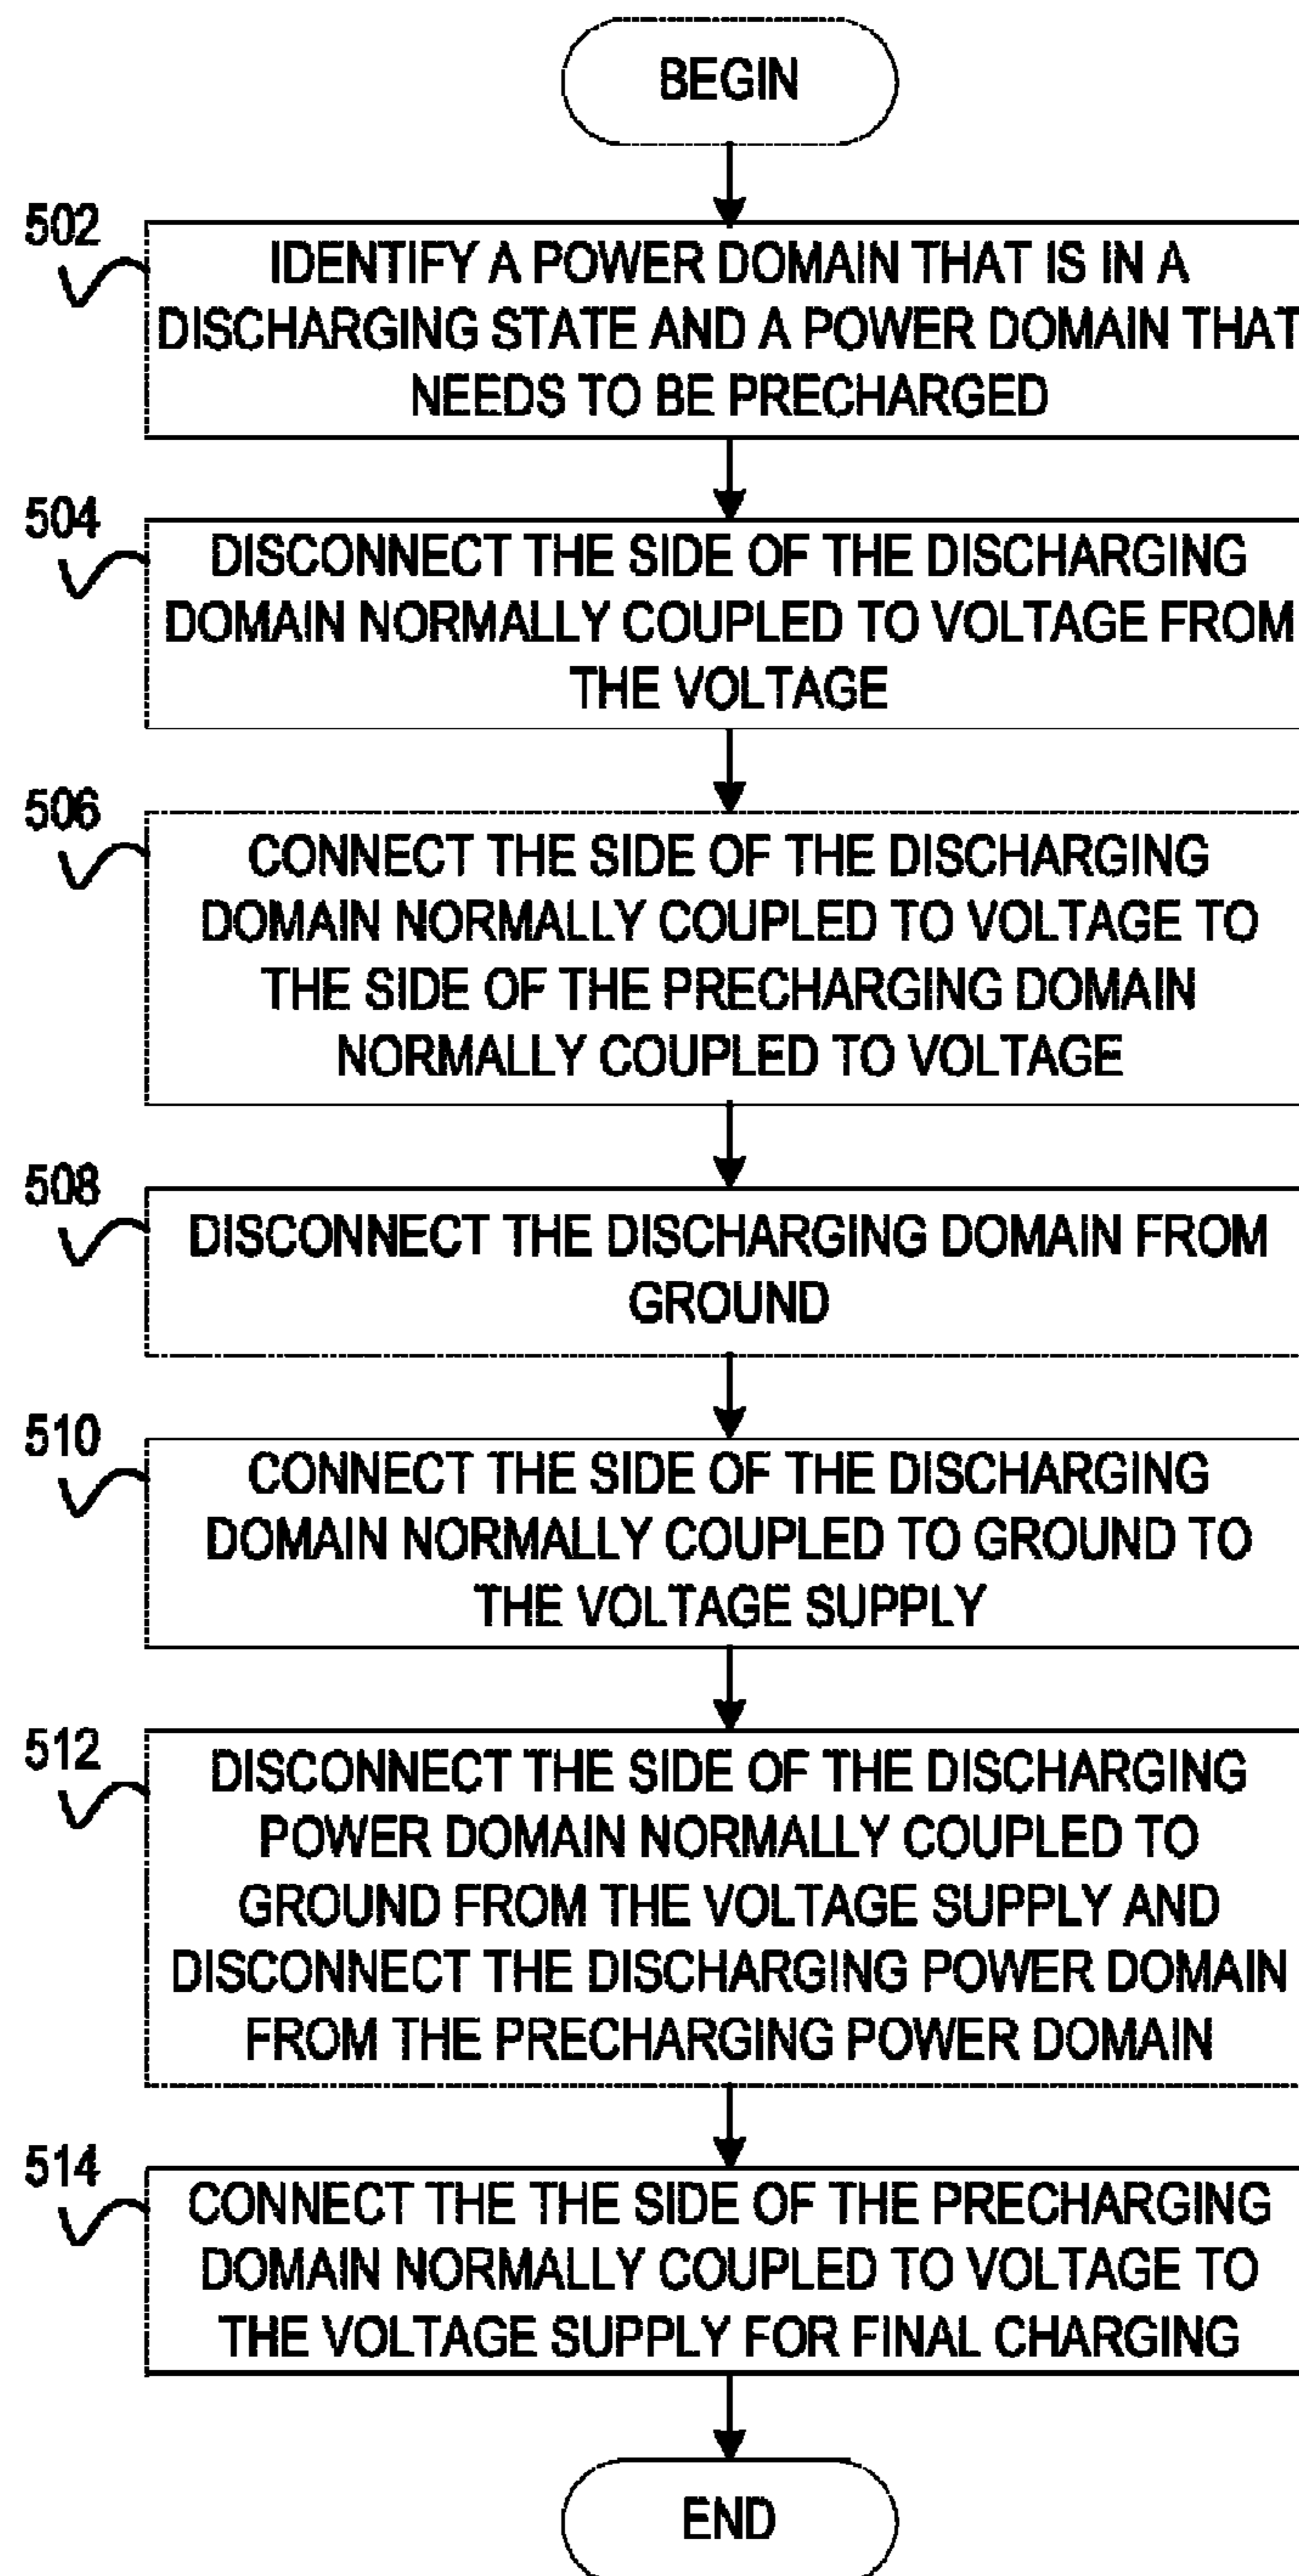 BEGIN
502
IDENTIFY A POWER DOMAIN THAT IS IN A
DISCHARGING STATE AND A POWER DOMAIN THAT
NEEDS TO BE PRECHARGED
504
DISCONNECT THE SIDE OF THE DISCHARGING
DOMAIN NORMALLY COUPLED TO VOLTAGE FROM
THE VOLTAGE
506
CONNECT THE SIDE OF THE DISCHARGING
DOMAIN NORMALLY COUPLED TO VOLTAGE TO
THE SIDE OF THE PRECHARGING DOMAIN
NORMALLY COUPLED TO VOLTAGE
508
DISCONNECT THE DISCHARGING DOMAIN FROM
GROUND
510
CONNECT THE SIDE OF THE DISCHARGING
DOMAIN NORMALLY COUPLED TO GROUND TO
THE VOLTAGE SUPPLY
512
DISCONNECT THE SIDE OF THE DISCHARGING
POWER DOMAIN NORMALLY COUPLED TO
GROUND FROM THE VOLTAGE SUPPLY AND
DISCONNECT THE DISCHARGING POWER DOMAIN
FROM THE PRECHARGING POWER DOMAIN
514
CONNECT THE THE SIDE OF THE PRECHARGING
DOMAIN NORMALLY COUPLED TO VOLTAGE TO
THE VOLTAGE SUPPLY FOR FINAL CHARGING
END